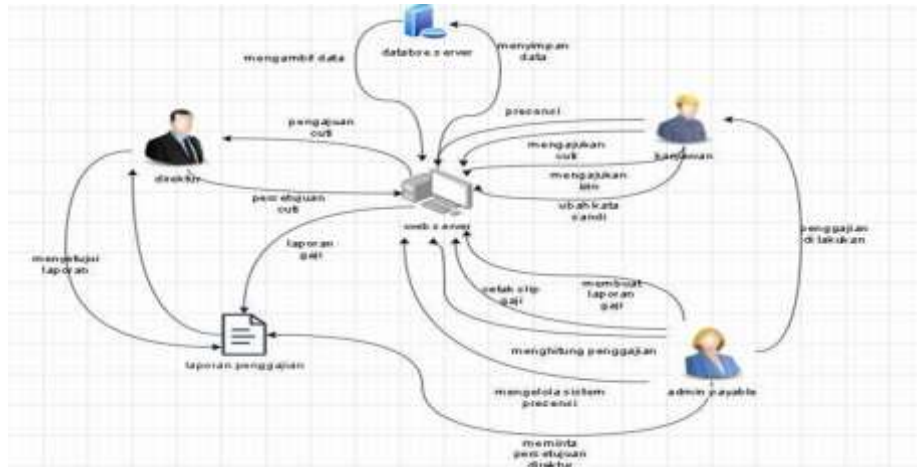 database server
mengambil data
menyimpan
data
presensi
pengajuan
cuti
mengajukan
cuti
karyawan
direktur
mengajukan
izin
persetujuan
cuti
ubah kata
sandi
web server
penggajian
di lakukan
laporan
gaji
menyetujui
laporan
cetak slip
gaji
membuat
laporan
gaji
menghitung penggajian
laporan penggajian
mengelola sistem
presensi
admin payable
meminta
persetujuan
direktur